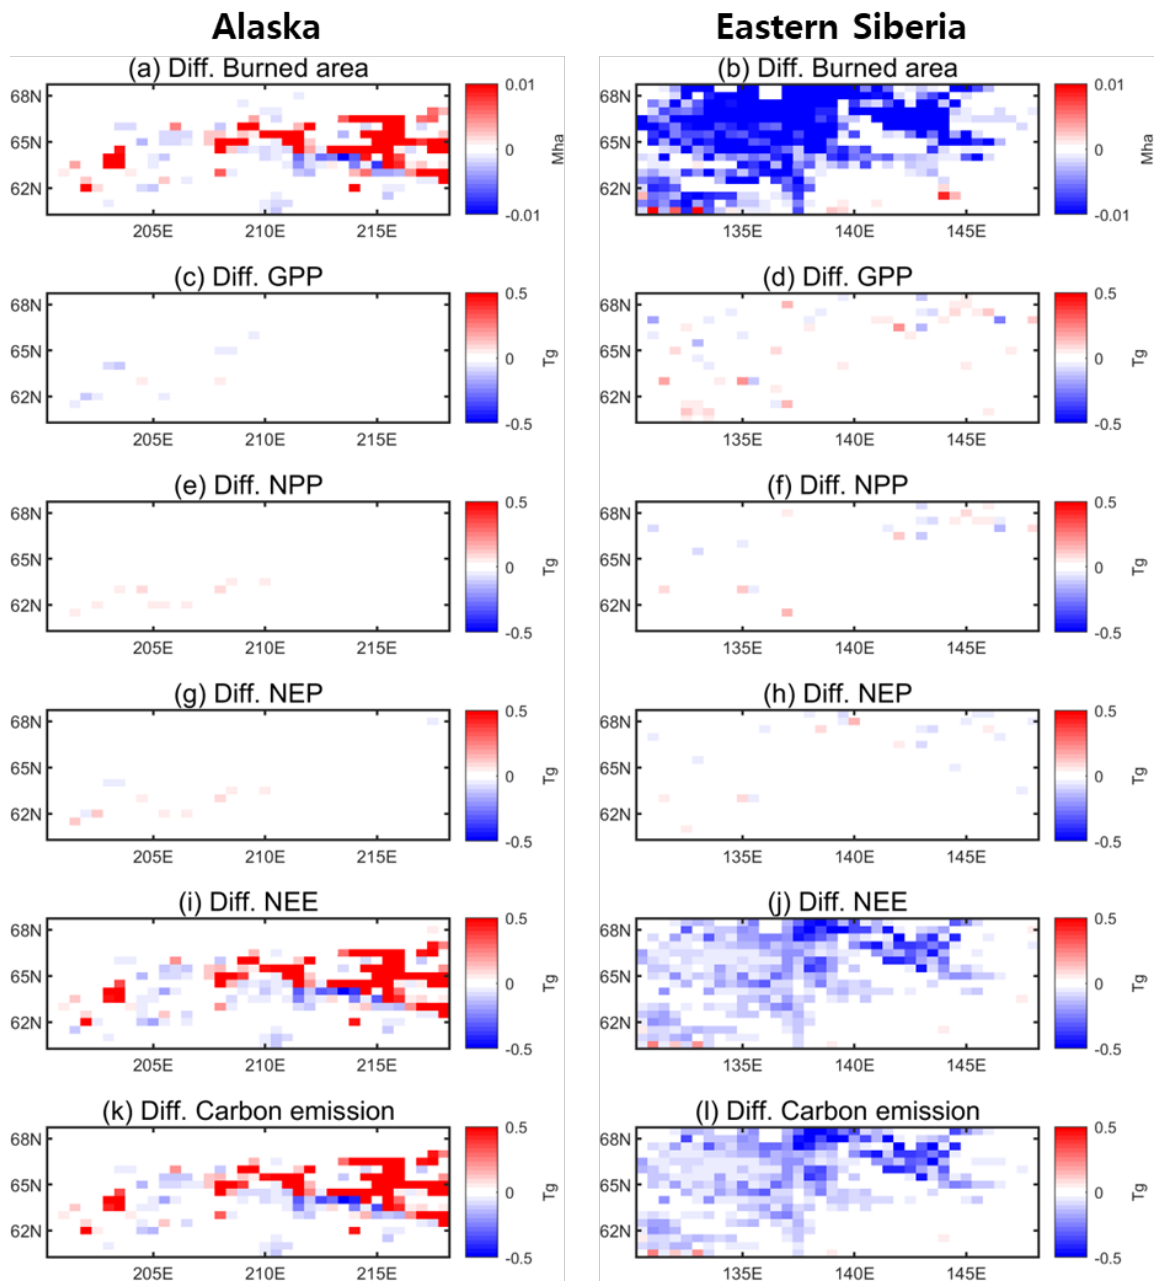 Alaska
Eastern Siberia
(a) Diff. Burned area
68N
65N
62N
205E 210E 215E
0.01
0
-0.01
Mha
(b) Diff. Burned area
68N
65N
62N
135E 140E 145E
0.01
0
-0.01
Mha
(c) Diff. GPP
68N
65N
62N
205E 210E 215E
0.5
0
-0.5
Tg
(d) Diff. GPP
68N
65N
62N
135E 140E 145E
0.5
0
-0.5
Tg
(e) Diff. NPP
68N
65N
62N
205E 210E 215E
0.5
0
-0.5
Tg
(f) Diff. NPP
68N
65N
62N
135E 140E 145E
0.5
0
-0.5
Tg
(g) Diff. NEP
68N
65N
62N
205E 210E 215E
0.5
0
-0.5
Tg
(h) Diff. NEP
68N
65N
62N
135E 140E 145E
0.5
0
-0.5
Tg
(i) Diff. NEE
68N
65N
62N
205E 210E 215E
0.5
0
-0.5
Tg
(j) Diff. NEE
68N
65N
62N
135E 140E 145E
0.5
0
-0.5
Tg
(k) Diff. Carbon emission
68N
65N
62N
205E 210E 215E
0.5
0
-0.5
Tg
(l) Diff. Carbon emission
68N
65N
62N
135E 140E 145E
0.5
0
-0.5
Tg